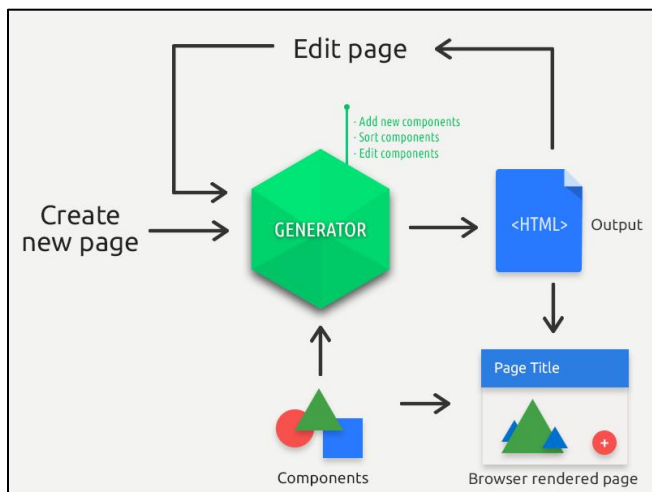 Edit page
- Add new components
- Sort components
- Edit components
Create
new page
GENERATOR
<HTML>
Output
Page Title
+
Components
Browser rendered page